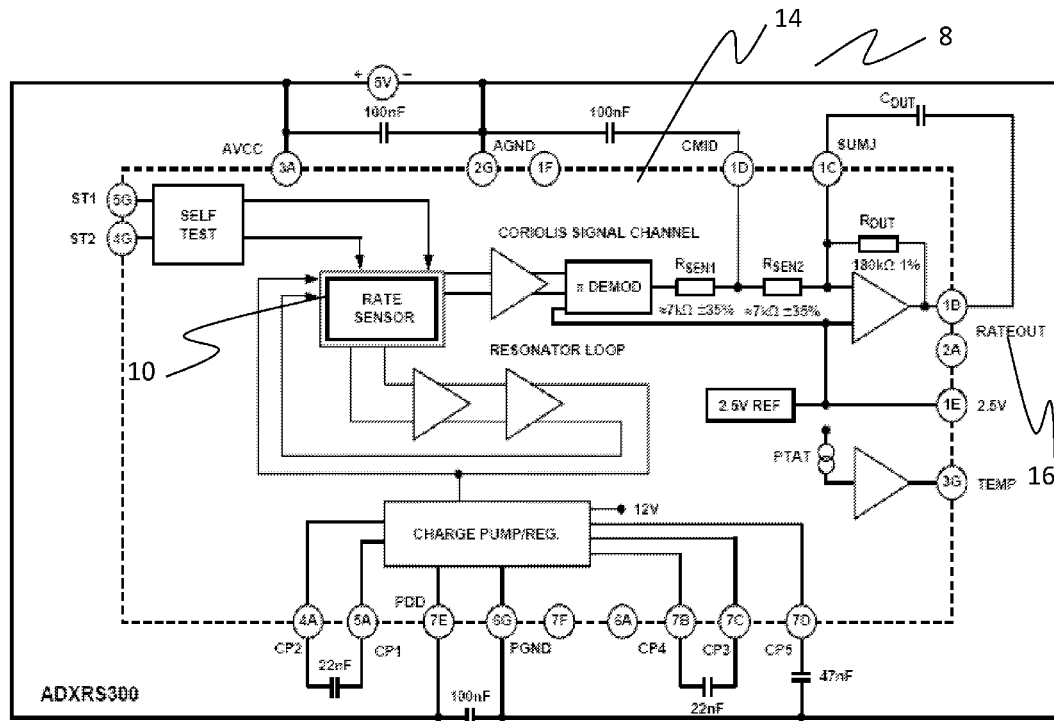 14
8
+ 5V −
100nF
100nF
COUT
AVCC
AGND
CMID
SUMJ
3A
2G
1F
1D
1C
ST1
5G
ST2
4G
SELF
TEST
CORIOLIS SIGNAL CHANNEL
ROUT
180kΩ 1%
RSEN1
RSEN2
π DEMOD
≈7kΩ ±35%
≈7kΩ ±35%
RATE
SENSOR
1B
RATEOUT
2A
10
RESONATOR LOOP
2.5V REF
1E
2.5V
PTAT
3G
TEMP
16
12V
CHARGE PUMP/REG.
PDD
4A
5A
7E
6G
7F
6A
7B
7C
7D
CP2
CP1
PGND
CP4
CP3
CP5
22nF
47nF
100nF
22nF
ADXRS300